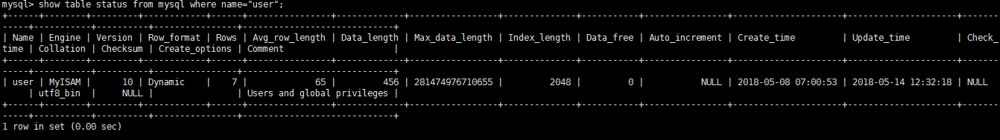 mysql> show table status from mysql where name="user";
+------+--------+---------+------------+------+----------------+-------------+-----------------+--------------+-----------+----------------+---------------------+---------------------+-------
-----+-----------+----------+----------------+-----------------------------+
| Name | Engine | Version | Row_format | Rows | Avg_row_length | Data_length | Max_data_length | Index_length | Data_free | Auto_increment | Create_time         | Update_time         | Check_
time | Collation | Checksum | Create_options | Comment                     |
+------+--------+---------+------------+------+----------------+-------------+-----------------+--------------+-----------+----------------+---------------------+---------------------+-------
-----+-----------+----------+----------------+-----------------------------+
| user | MyISAM |      10 | Dynamic    |    7 |             65 |         456 | 281474976710655 |         2048 |         0 |           NULL | 2018-05-08 07:00:53 | 2018-05-14 12:32:18 | NULL
     | utf8_bin  |     NULL |                | Users and global privileges |
+------+--------+---------+------------+------+----------------+-------------+-----------------+--------------+-----------+----------------+---------------------+---------------------+-------
-----+-----------+----------+----------------+-----------------------------+
1 row in set (0.00 sec)